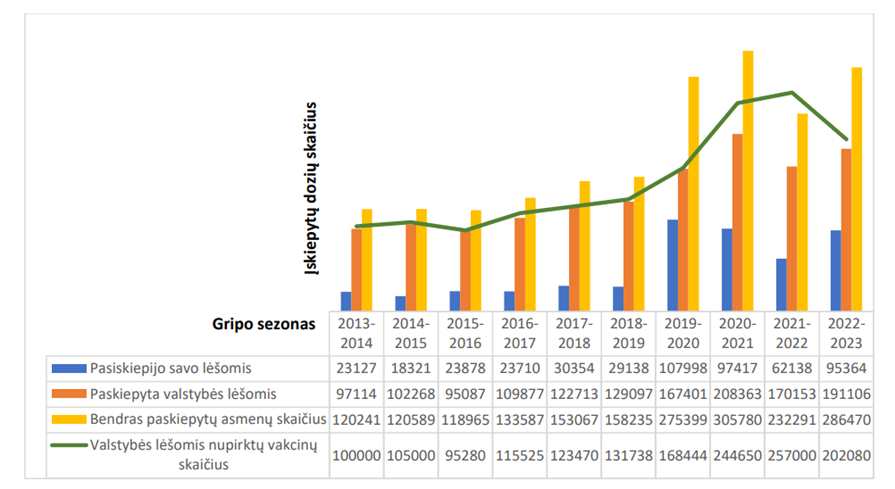 Įskiepytų dozių skaičius
Gripo sezonas 2013-2014 2014-2015 2015-2016 2016-2017 2017-2018 2018-2019 2019-2020 2020-2021 2021-2022 2022-2023
Pasiskiepijo savo lėšomis 23127 18321 23878 23710 30354 29138 107998 97417 62138 95364
Paskiepyta valstybės lėšomis 97114 102268 95087 109877 122713 129097 167401 208363 170153 191106
Bendras paskiepytų asmenų skaičius 120241 120589 118965 133587 153067 158235 275399 305780 232291 286470
Valstybės lėšomis nupirktų vakcinų
skaičius 100000 105000 95280 115525 123470 131738 168444 244650 257000 202080